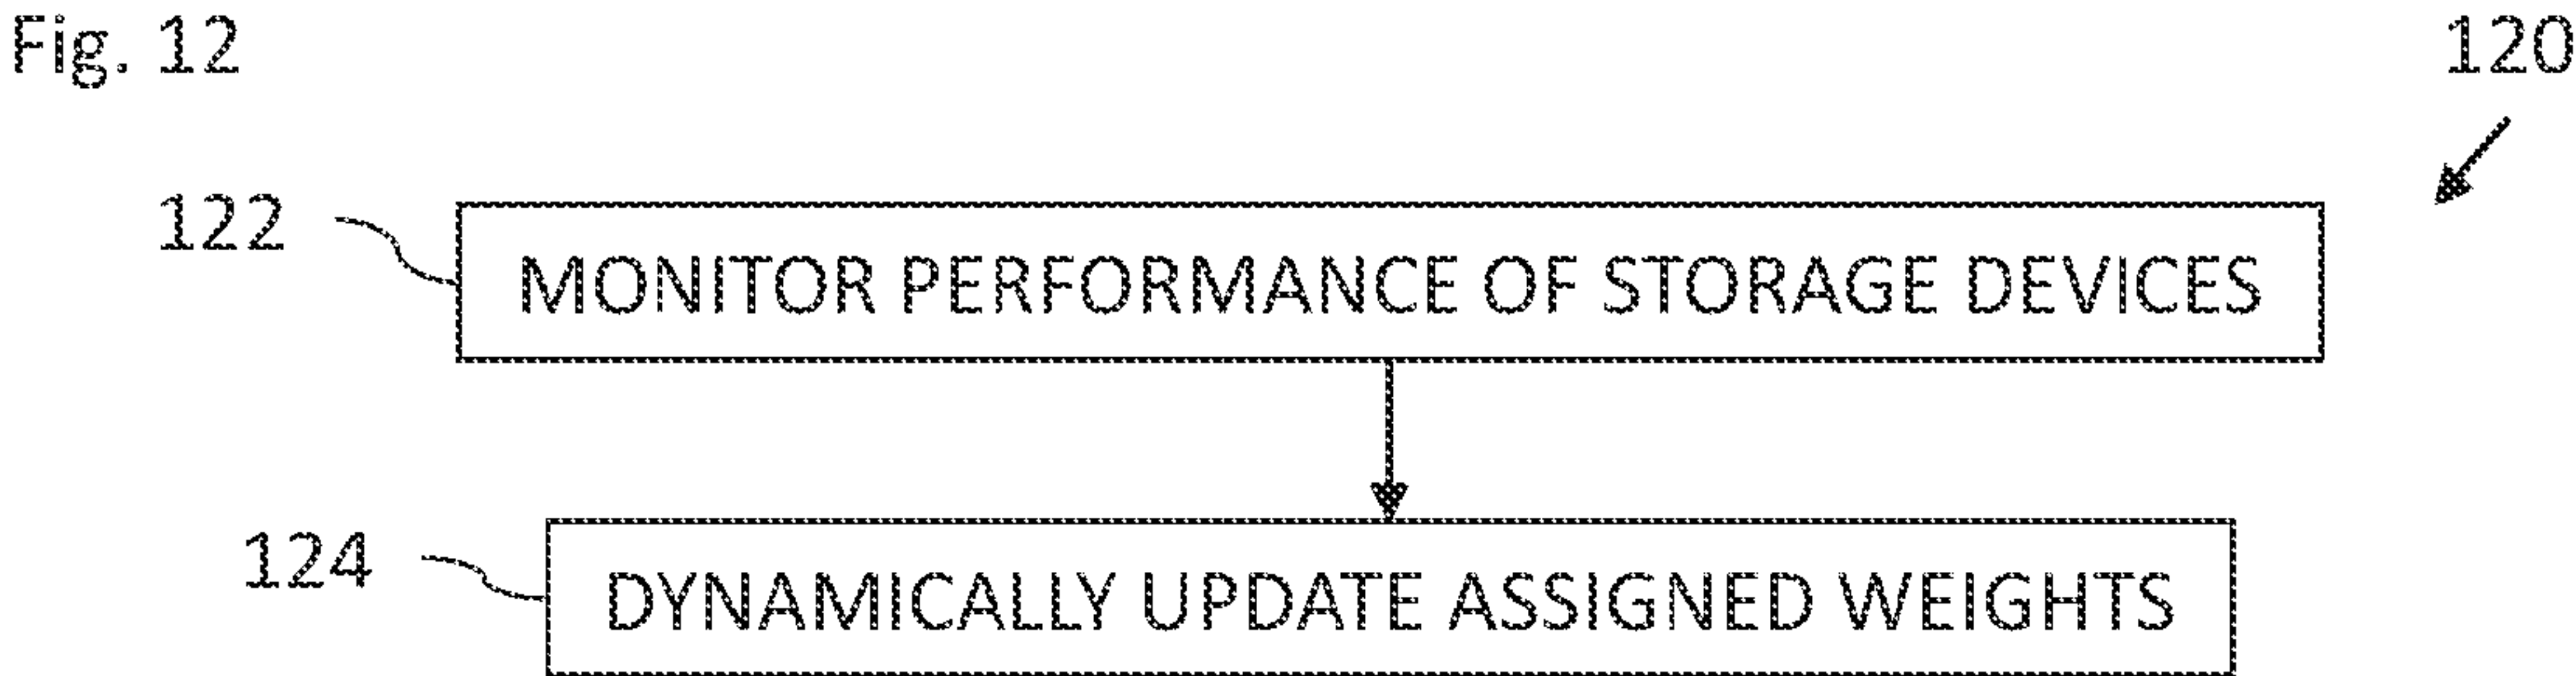 Fig. 12
120
122
MONITOR PERFORMANCE OF STORAGE DEVICES
124
DYNAMICALLY UPDATE ASSIGNED WEIGHTS